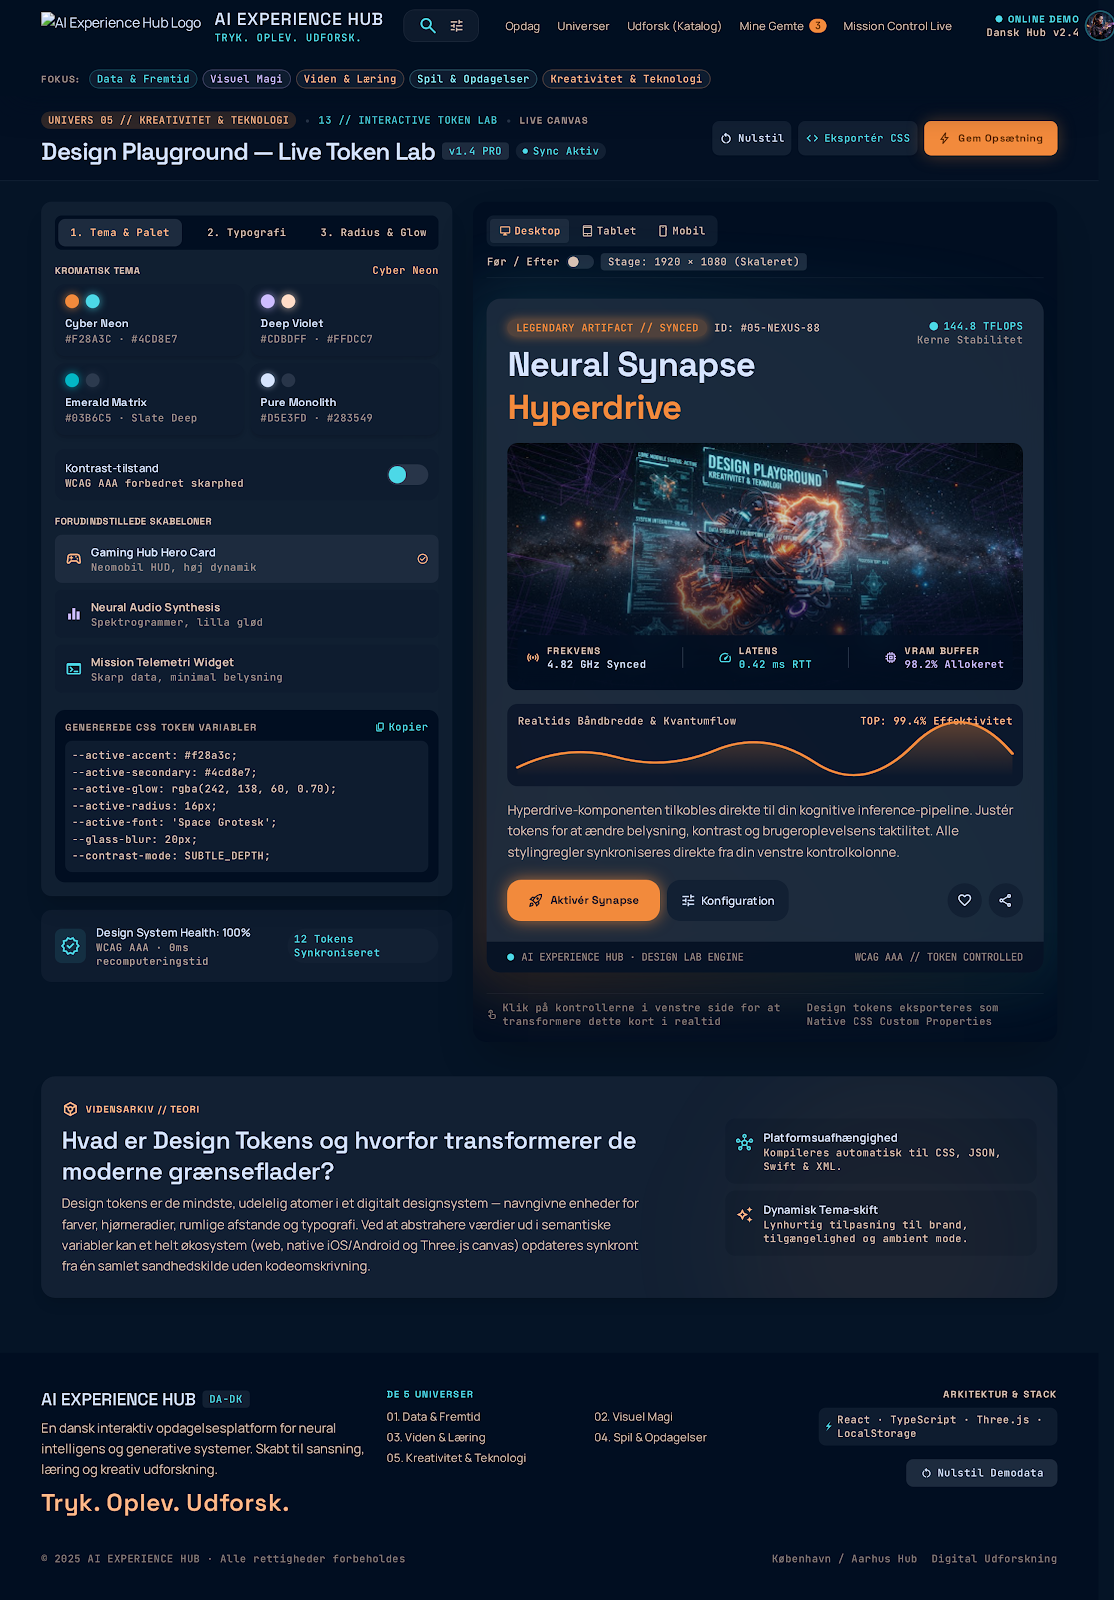 AI Experience Hub Logo
AI EXPERIENCE HUB
TRYK. OPLEV. UDFORSK.
Opdag
Universer
Udforsk (Katalog)
Mine Gemte 3
Mission Control Live
ONLINE DEMO
Dansk Hub v2.4
FOKUS:
Data & Fremtid
Visuel Magi
Viden & Læring
Spil & Opdagelser
Kreativitet & Teknologi
UNIVERS 05 // KREATIVITET & TEKNOLOGI
13 // INTERACTIVE TOKEN LAB
LIVE CANVAS
Design Playground — Live Token Lab
v1.4 PRO
Sync Aktiv
Nulstil
Eksportér CSS
Gem Opsætning
1. Tema & Palet
2. Typografi
3. Radius & Glow
KROMATISK TEMA
Cyber Neon
Cyber Neon
#F28A3C · #4CD8E7
Deep Violet
#CDBDFF · #FFDCC7
Emerald Matrix
#03B6C5 · Slate Deep
Pure Monolith
#D5E3FD · #283549
Kontrast-tilstand
WCAG AAA forbedret skarphed
FORUDINDSTILLEDE SKABELONER
Gaming Hub Hero Card
Neomobil HUD, høj dynamik
Neural Audio Synthesis
Spektrogrammer, lilla glød
Mission Telemetri Widget
Skarp data, minimal belysning
GENEREREDE CSS TOKEN VARIABLER
Kopier
--active-accent: #f28a3c;
--active-secondary: #4cd8e7;
--active-glow: rgba(242, 138, 60, 0.70);
--active-radius: 16px;
--active-font: 'Space Grotesk';
--glass-blur: 20px;
--contrast-mode: SUBTLE_DEPTH;
Design System Health: 100%
WCAG AAA · 0ms
recomputeringstid
12 Tokens
Synkroniseret
Desktop
Tablet
Mobil
Før / Efter
Stage: 1920 × 1080 (Skaleret)
LEGENDARY ARTIFACT // SYNCED
ID: #05-NEXUS-88
144.8 TFLOPS
Kerne Stabilitet
Neural Synapse
Hyperdrive
DESIGN PLAYGROUND
KREATIVITET & TEKNOLOGI
FREKVENS
4.82 GHz Synced
LATENS
0.42 ms RTT
VRAM BUFFER
98.2% Allokeret
Realtids Båndbredde & Kvantumflow
TOP: 99.4% Effektivitet
Hyperdrive-komponenten tilkobles direkte til din kognitive inference-pipeline. Justér
tokens for at ændre belysning, kontrast og brugeroplevelsens taktilitet. Alle
stylingregler synkroniseres direkte fra din venstre kontrolkolonne.
Aktivér Synapse
Konfiguration
AI EXPERIENCE HUB · DESIGN LAB ENGINE
WCAG AAA // TOKEN CONTROLLED
Klik på kontrollerne i venstre side for at
transformere dette kort i realtid
Design tokens eksporteres som
Native CSS Custom Properties
VIDENSARKIV // TEORI
Hvad er Design Tokens og hvorfor transformerer de
moderne grænseflader?
Design tokens er de mindste, udelelig atomer i et digitalt designsystem — navngivne enheder for
farver, hjørneradier, rumlige afstande og typografi. Ved at abstrahere værdier ud i semantiske
variabler kan et helt økosystem (web, native iOS/Android og Three.js canvas) opdateres synkront
fra én samlet sandhedskilde uden kodeomskrivning.
Platformsuafhængighed
Kompileres automatisk til CSS, JSON,
Swift & XML.
Dynamisk Tema-skift
Lynhurtig tilpasning til brand,
tilgængelighed og ambient mode.
AI EXPERIENCE HUB
DA-DK
En dansk interaktiv opdagelsesplatform for neural
intelligens og generative systemer. Skabt til sansning,
læring og kreativ udforskning.
Tryk. Oplev. Udforsk.
DE 5 UNIVERSER
01. Data & Fremtid
02. Visuel Magi
03. Viden & Læring
04. Spil & Opdagelser
05. Kreativitet & Teknologi
ARKITEKTUR & STACK
React · TypeScript · Three.js ·
LocalStorage
Nulstil Demodata
© 2025 AI EXPERIENCE HUB · Alle rettigheder forbeholdes
København / Aarhus Hub
Digital Udforskning